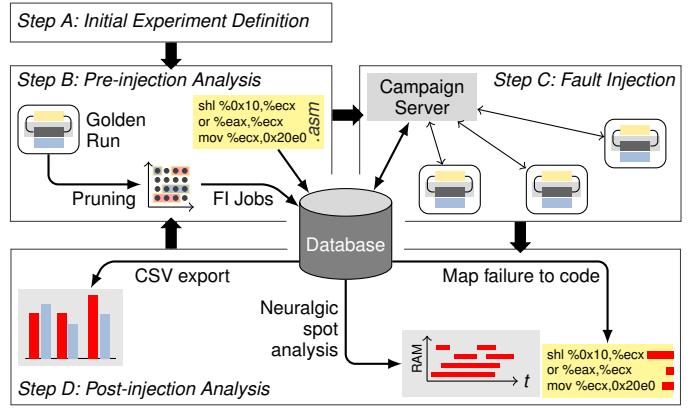 Step A: Initial Experiment Definition
Step B: Pre-injection Analysis
Golden
Run
shl %0x10,%ecx
or %eax,%ecx
mov %ecx,0x20e0
.asm
Pruning
FI Jobs
Step C: Fault Injection
Campaign
Server
Database
CSV export
Map failure to code
Neuralgic
spot
analysis
RAM
t
shl %0x10,%ecx
or %eax,%ecx
mov %ecx,0x20e0
Step D: Post-injection Analysis